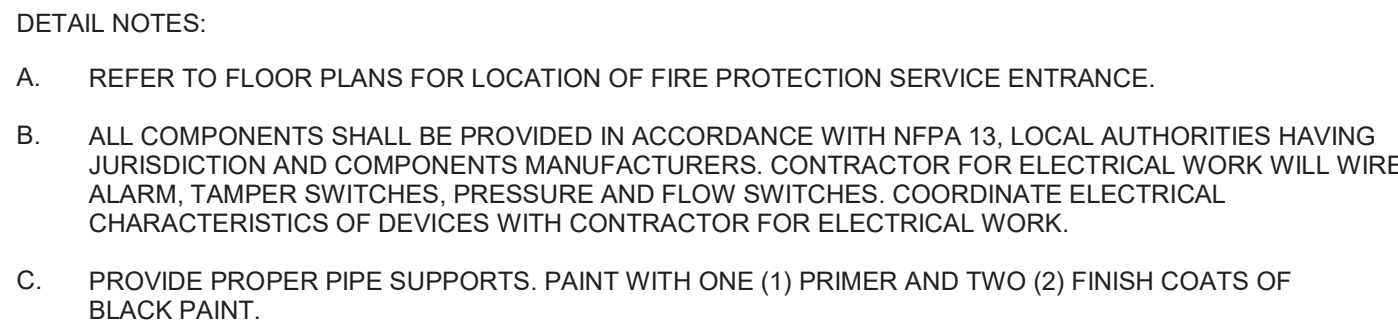 DETAIL NOTES:
A. REFER TO FLOOR PLANS FOR LOCATION OF FIRE PROTECTION SERVICE ENTRANCE.
B. ALL COMPONENTS SHALL BE PROVIDED IN ACCORDANCE WITH NFPA 13, LOCAL AUTHORITIES HAVING
JURISDICTION AND COMPONENTS MANUFACTURERS. CONTRACTOR FOR ELECTRICAL WORK WILL WIRE
ALARM, TAMPER SWITCHES, PRESSURE AND FLOW SWITCHES. COORDINATE ELECTRICAL
CHARACTERISTICS OF DEVICES WITH CONTRACTOR FOR ELECTRICAL WORK.
C. PROVIDE PROPER PIPE SUPPORTS. PAINT WITH ONE (1) PRIMER AND TWO (2) FINISH COATS OF
BLACK PAINT.